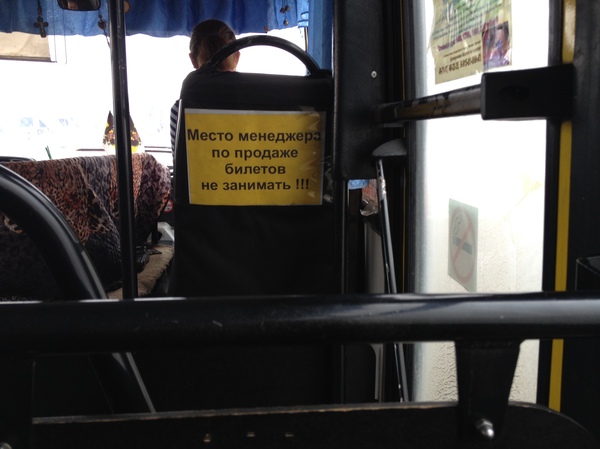 Место менеджера
по продаже
билетов
не занимать !!!